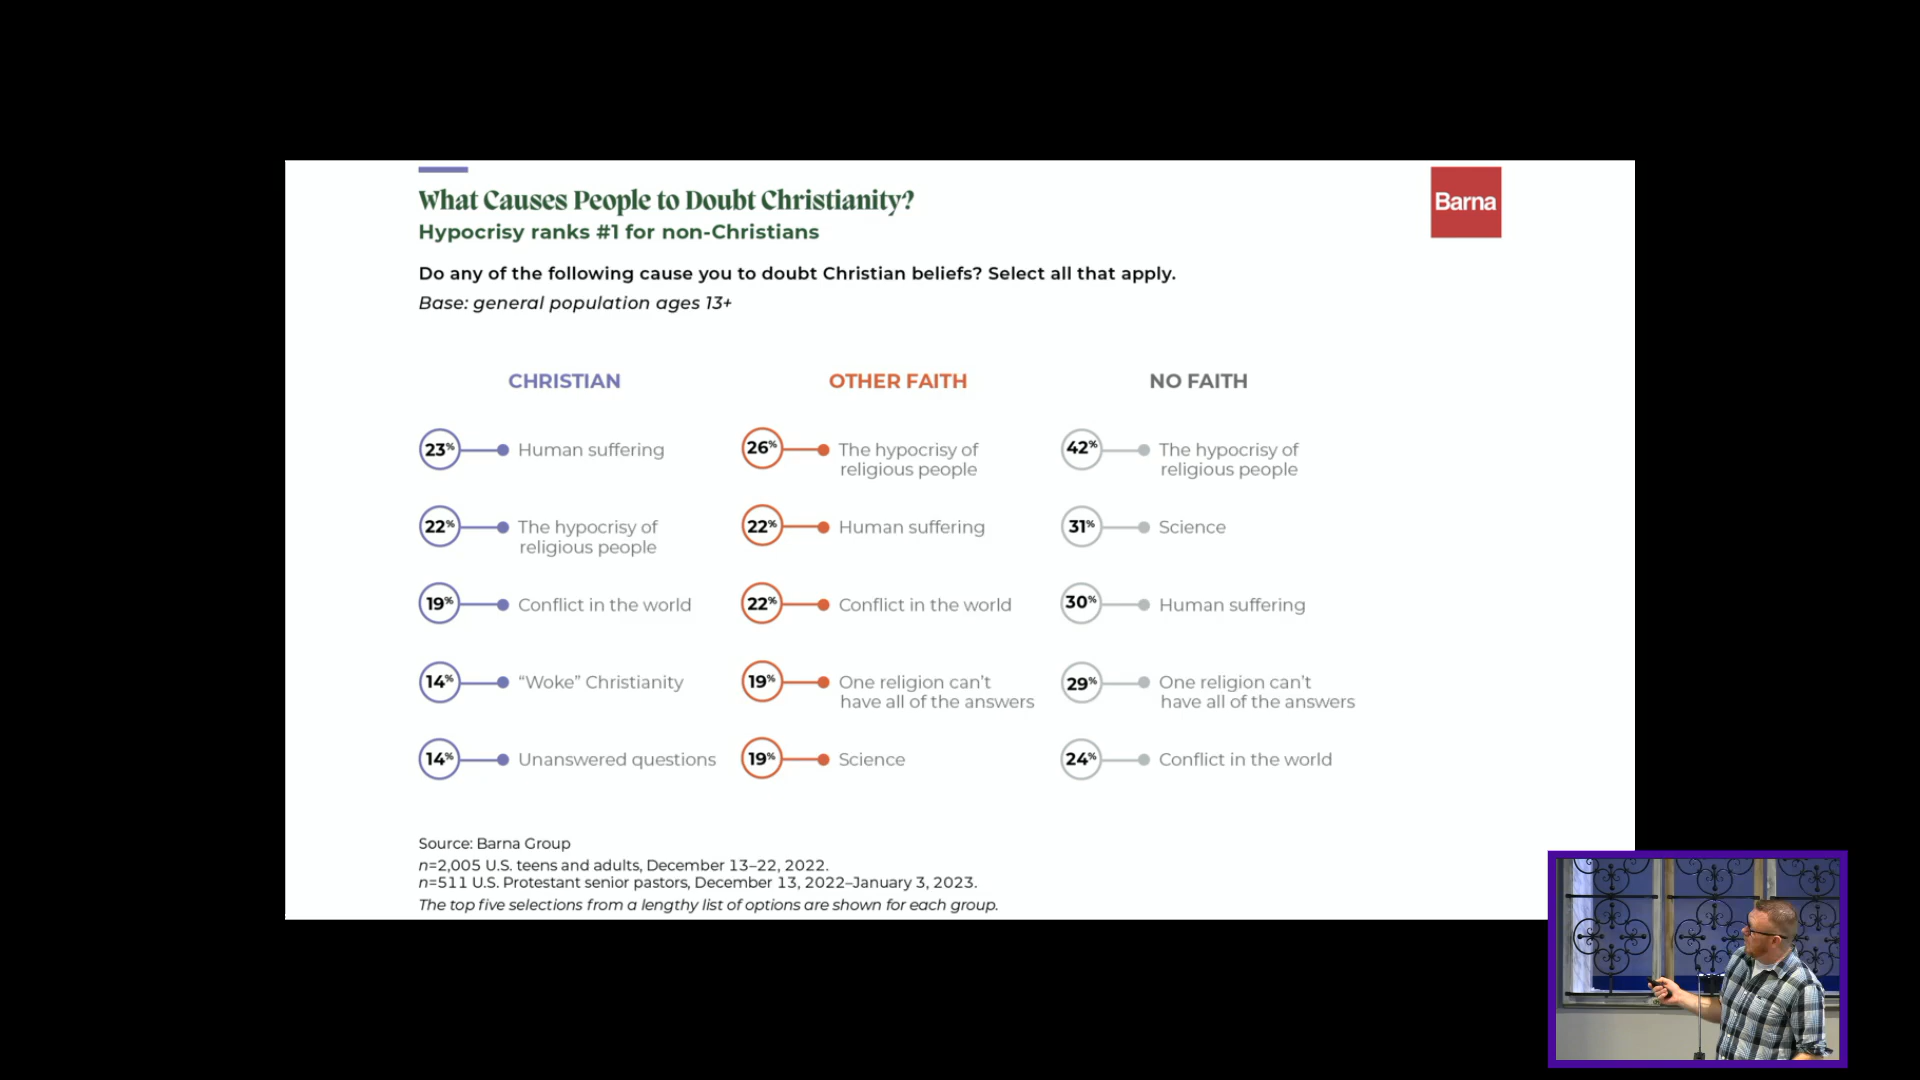 What Causes People to Doubt Christianity?
Hypocrisy ranks #1 for non-Christians
Barna
Do any of the following cause you to doubt Christian beliefs? Select all that apply.
Base: general population ages 13+
CHRISTIAN
23% Human suffering
22% The hypocrisy of
religious people
19% Conflict in the world
14% “Woke” Christianity
14% Unanswered questions
OTHER FAITH
26% The hypocrisy of
religious people
22% Human suffering
22% Conflict in the world
19% One religion can’t
have all of the answers
19% Science
NO FAITH
42% The hypocrisy of
religious people
31% Science
30% Human suffering
29% One religion can’t
have all of the answers
24% Conflict in the world
Source: Barna Group
n=2,005 U.S. teens and adults, December 13–22, 2022.
n=511 U.S. Protestant senior pastors, December 13, 2022–January 3, 2023.
The top five selections from a lengthy list of options are shown for each group.